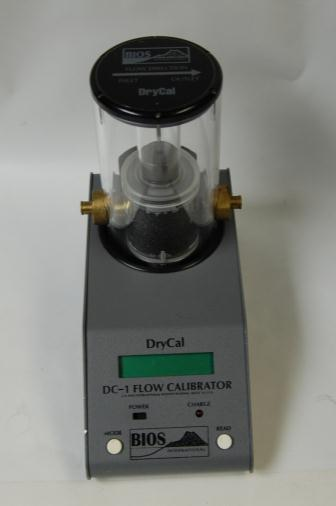 BIOS
FLOW DIRECTION
INLET OUTLET
DryCal
DryCal
DC-1 FLOW CALIBRATOR
POWER CHARGE
MODE READ
BIOS
INTERNATIONAL